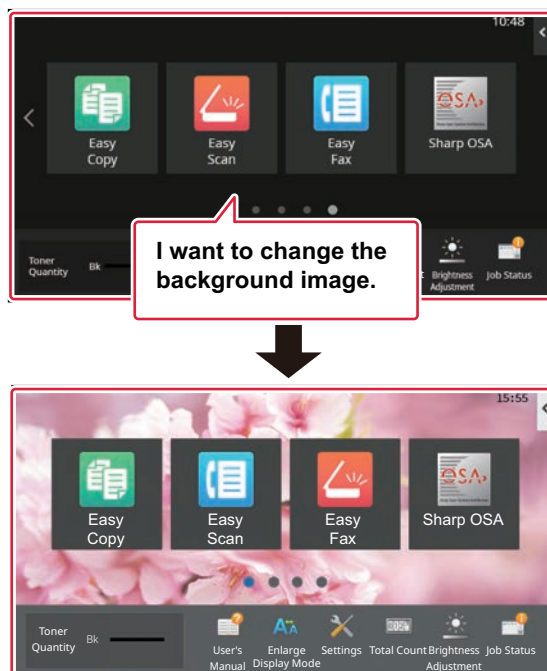 10:48
Easy Easy Easy Sharp OSA
Copy Scan Fax
I want to change the
background image.
Toner
Quantity Bk
t Brightness Job Status
Adjustment
15:55
Easy Easy Easy Sharp OSA
Copy Scan Fax
Toner
Quantity Bk
User's Enlarge Settings Total Count Brightness Job Status
Manual Display Mode Adjustment